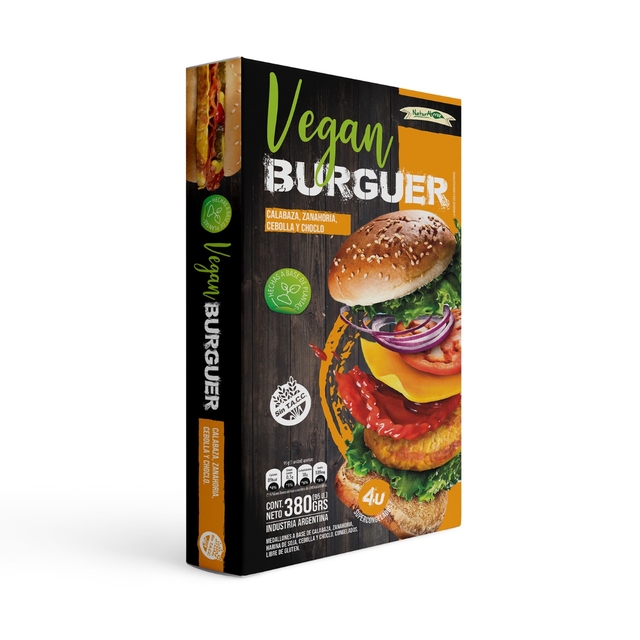 Vegan
BURGUER
CALABAZA, ZANAHORIA,
CEBOLLA Y CHOCLO
HECHAS A BASE DE PLANTAS
Sin T.A.C.C.
CONT.
NETO 380 (95 U.)
GRS
INDUSTRIA ARGENTINA
MEDALLONES A BASE DE CALABAZA, ZANAHORIA,
HARINA DE SOJA, CEBOLLA Y CHOCLO. CONGELADOS.
LIBRE DE GLUTEN.
4U
Vegan
BURGUER
CALABAZA, ZANAHORIA,
CEBOLLA Y CHOCLO.